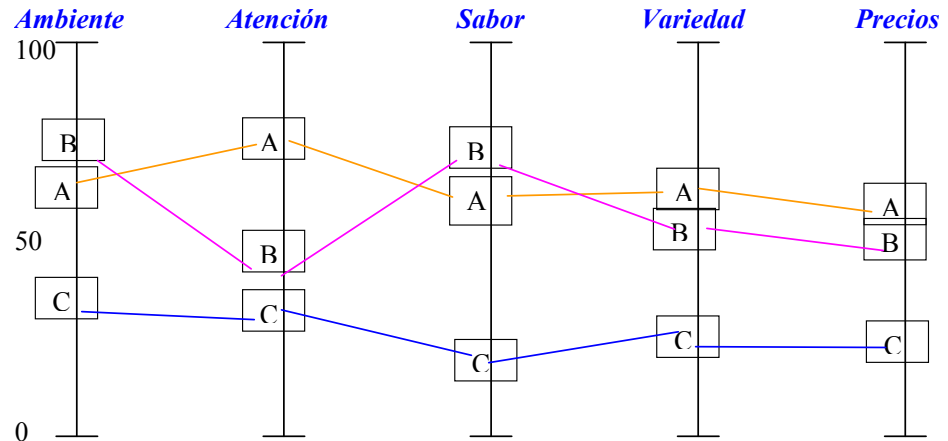 Ambiente Atención Sabor Variedad Precios
100
B A B A A
A B A B B
50
C C C C C
0